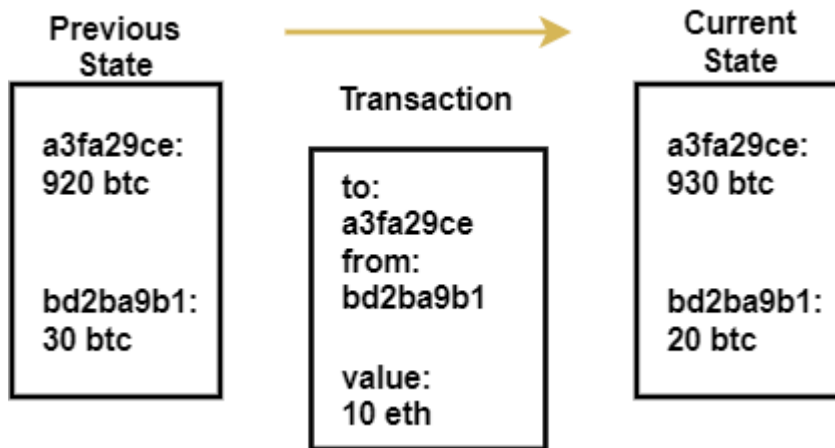 Previous
State
a3fa29ce:
920 btc
bd2ba9b1:
30 btc
Transaction
to:
a3fa29ce
from:
bd2ba9b1
value:
10 eth
Current
State
a3fa29ce:
930 btc
bd2ba9b1:
20 btc